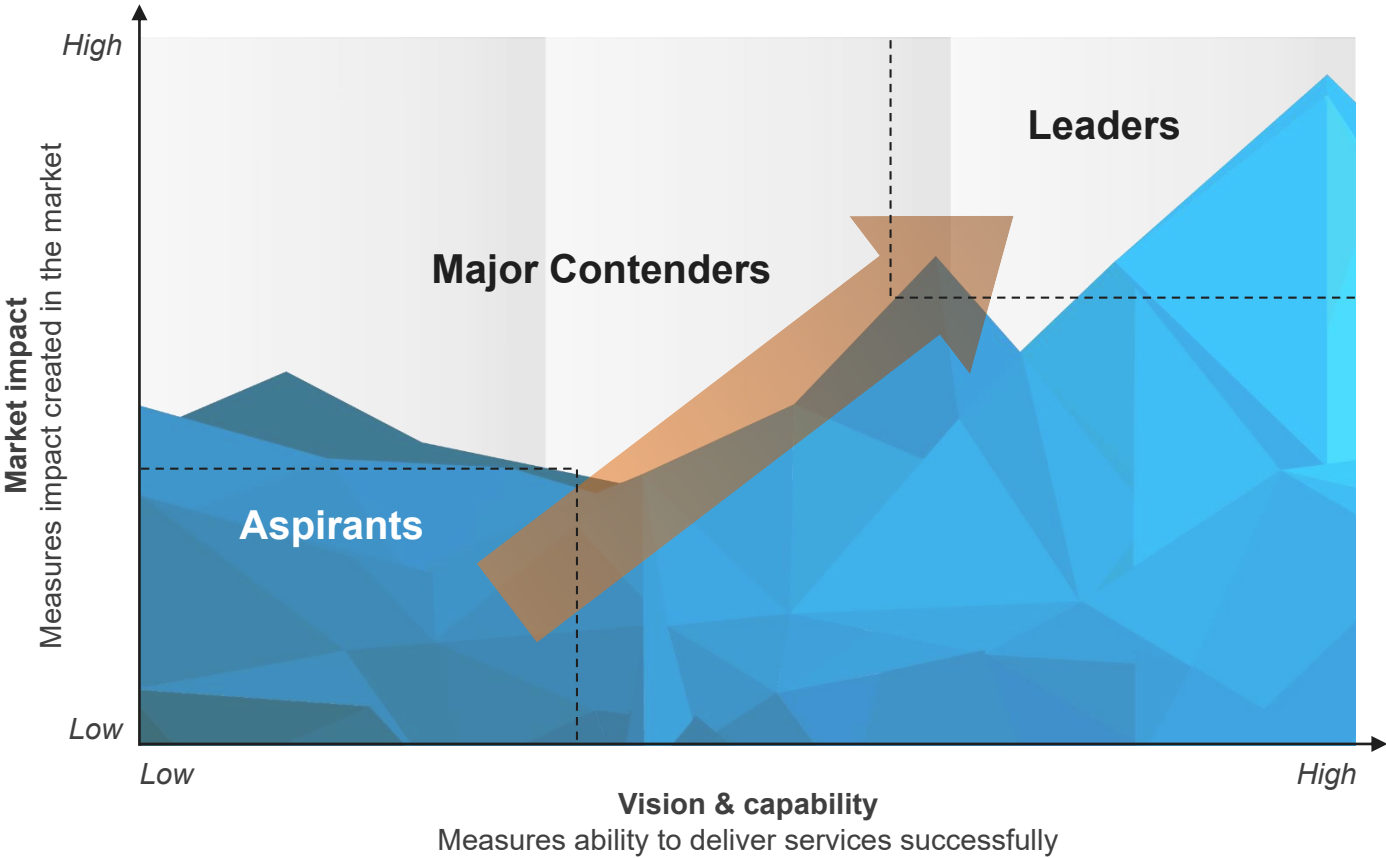 High
Leaders
Major Contenders
Market impact
Measures impact created in the market
Aspirants
Low
Low
High
Vision & capability
Measures ability to deliver services successfully